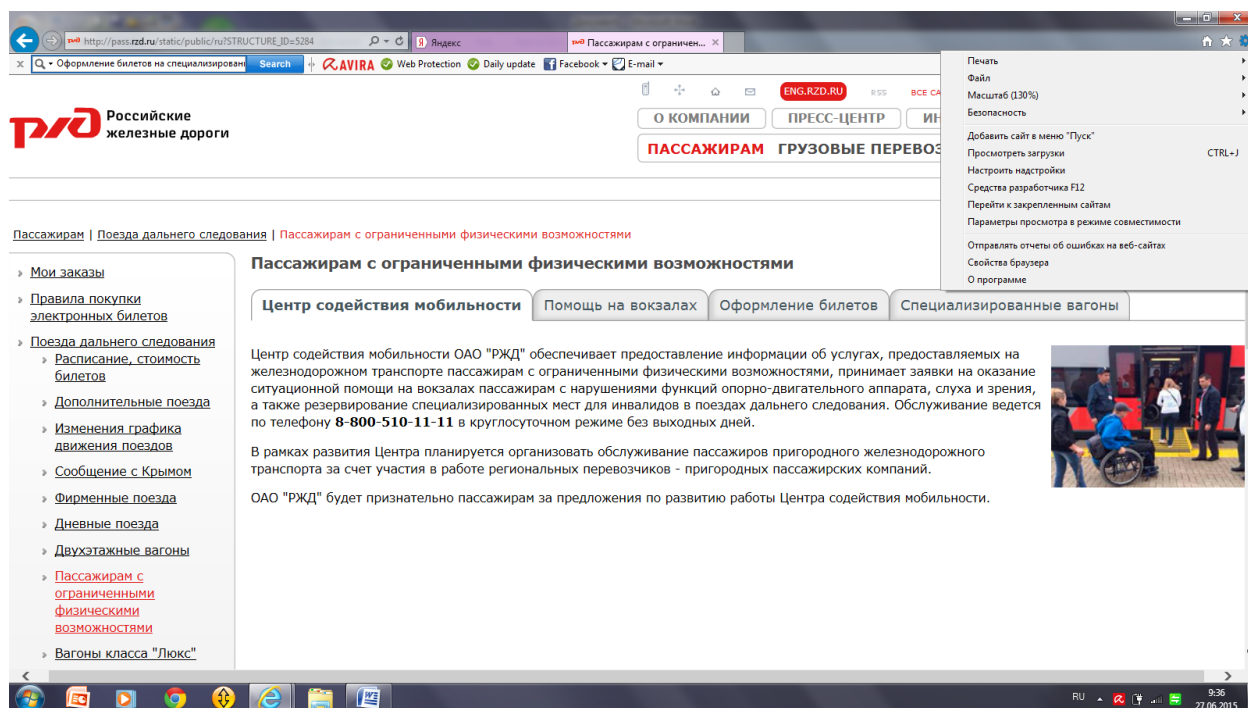 http://pass.rzd.ru/static/public/ru?STRUCTURE_ID=5284
Яндекс
Пассажирам с ограничен...
Оформление билетов на специализирован
Search
AVIRA
Web Protection
Daily update
Facebook
E-mail
Печать
Файл
Масштаб (130%)
Безопасность
Добавить сайт в меню "Пуск"
Просмотреть загрузки CTRL+J
Настроить надстройки
Средства разработчика F12
Перейти к закрепленным сайтам
Параметры просмотра в режиме совместимости
Отправлять отчеты об ошибках на веб-сайтах
Свойства браузера
О программе
ENG.RZD.RU RSS ВСЕ СА
Российские
железные дороги
О КОМПАНИИ ПРЕСС-ЦЕНТР ИН
ПАССАЖИРАМ ГРУЗОВЫЕ ПЕРЕВОЗ
Пассажирам | Поезда дальнего следования | Пассажирам с ограниченными физическими возможностями
Мои заказы
Правила покупки
электронных билетов
Поезда дальнего следования
Расписание, стоимость
билетов
Дополнительные поезда
Изменения графика
движения поездов
Сообщение с Крымом
Фирменные поезда
Дневные поезда
Двухэтажные вагоны
Пассажирам с
ограниченными
физическими
возможностями
Вагоны класса "Люкс"
Пассажирам с ограниченными физическими возможностями
Центр содействия мобильности
Помощь на вокзалах
Оформление билетов
Специализированные вагоны
Центр содействия мобильности ОАО "РЖД" обеспечивает предоставление информации об услугах, предоставляемых на
железнодорожном транспорте пассажирам с ограниченными физическими возможностями, принимает заявки на оказание
ситуационной помощи на вокзалах пассажирам с нарушениями функций опорно-двигательного аппарата, слуха и зрения,
а также резервирование специализированных мест для инвалидов в поездах дальнего следования. Обслуживание ведется
по телефону 8-800-510-11-11 в круглосуточном режиме без выходных дней.
В рамках развития Центра планируется организовать обслуживание пассажиров пригородного железнодорожного
транспорта за счет участия в работе региональных перевозчиков - пригородных пассажирских компаний.
ОАО "РЖД" будет признательно пассажирам за предложения по развитию работы Центра содействия мобильности.
RU
9:36
27.06.2015